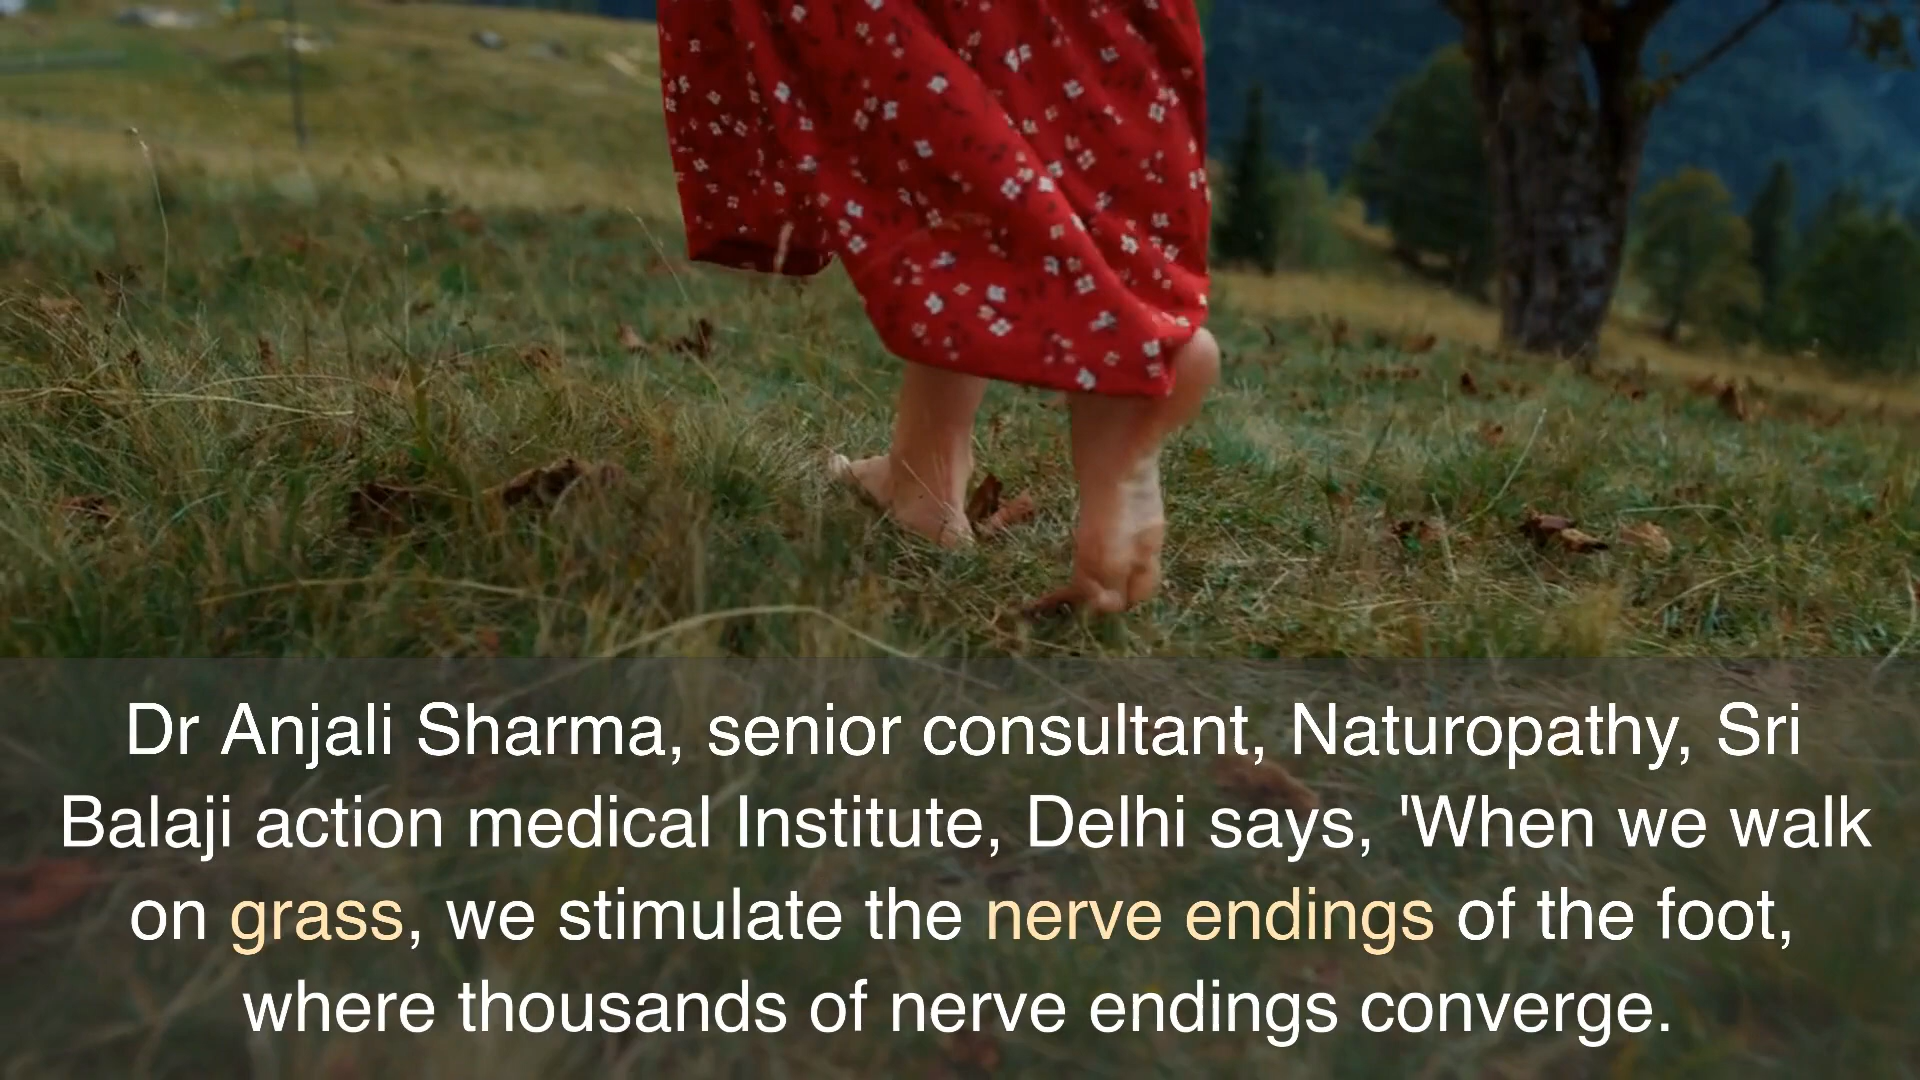 Dr Anjali Sharma, senior consultant, Naturopathy, Sri
Balaji action medical Institute, Delhi says, 'When we walk
on grass, we stimulate the nerve endings of the foot,
where thousands of nerve endings converge.